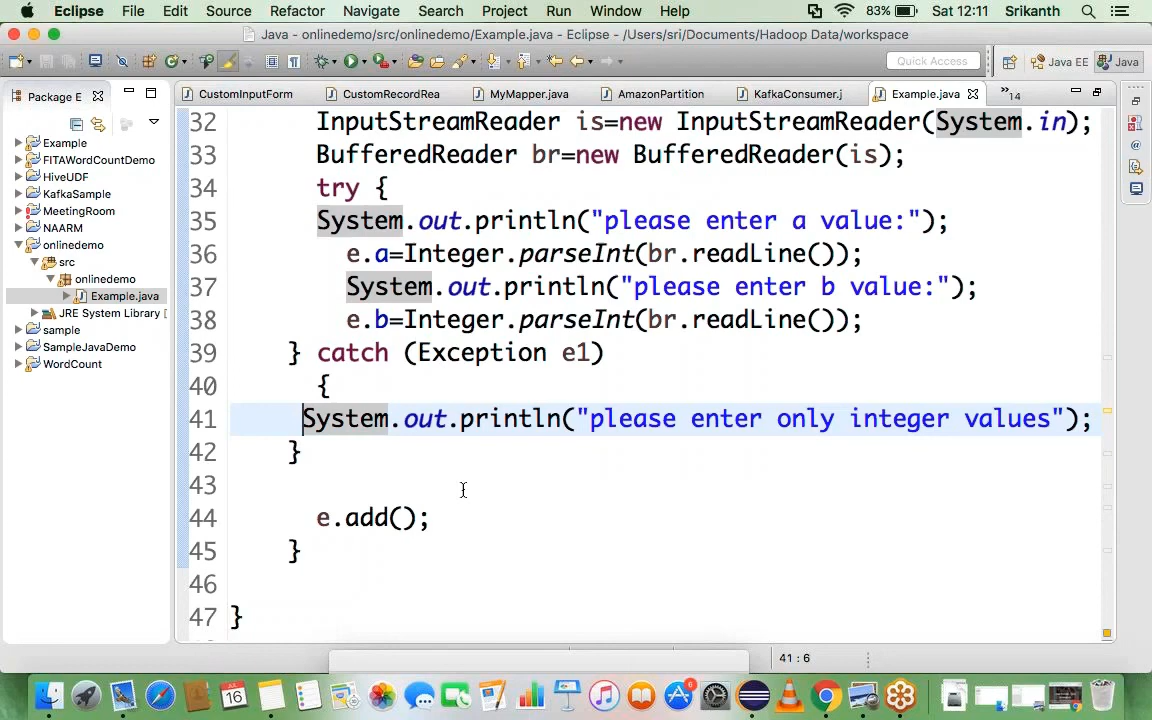 Eclipse File Edit Source Refactor Navigate Search Project Run Window Help 83% Sat 12:11 Srikanth
Java - onlinedemo/src/onlinedemo/Example.java - Eclipse - /Users/sri/Documents/Hadoop Data/workspace
Quick Access Java EE Java
Package E
CustomInputForm CustomRecordRea MyMapper.java AmazonPartition KafkaConsumer.j Example.java »14
Example
FITAWordCountDemo
HiveUDF
KafkaSample
MeetingRoom
NAARM
onlinedemo
src
onlinedemo
Example.java
JRE System Library [
sample
SampleJavaDemo
WordCount
32 InputStreamReader is=new InputStreamReader(System.in);
33 BufferedReader br=new BufferedReader(is);
34 try {
35 System.out.println("please enter a value:");
36 e.a=Integer.parseInt(br.readLine());
37 System.out.println("please enter b value:");
38 e.b=Integer.parseInt(br.readLine());
39 } catch (Exception e1)
40 {
41 System.out.println("please enter only integer values");
42 }
43
44 e.add();
45 }
46
47 }
41 : 6
16
6